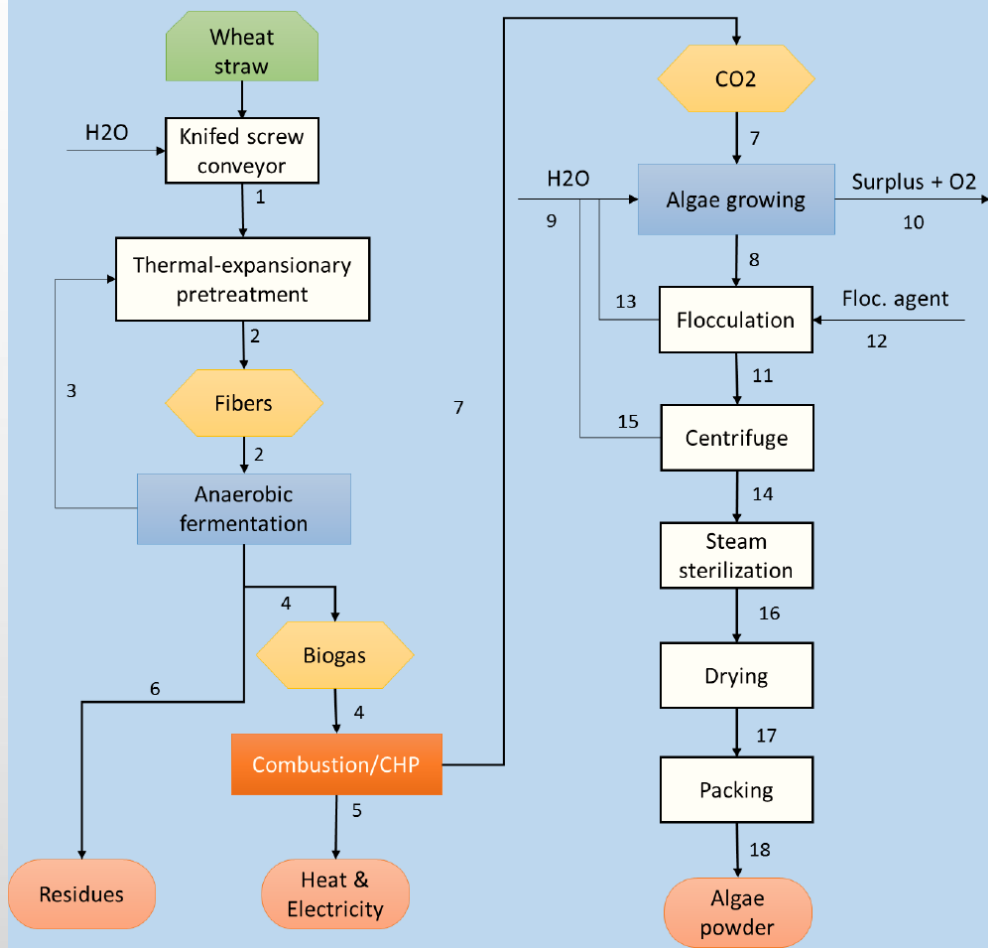 Wheat
straw
H2O
Knifed screw
conveyor
1
Thermal-expansionary
pretreatment
2
3
Fibers
2
Anaerobic
fermentation
4
Biogas
6
4
Combustion/CHP
5
Residues
Heat &
Electricity
7
CO2
7
H2O
9
Algae growing
Surplus + O2
10
8
13
Flocculation
Floc. agent
12
11
15
Centrifuge
14
Steam
sterilization
16
Drying
17
Packing
18
Algae
powder